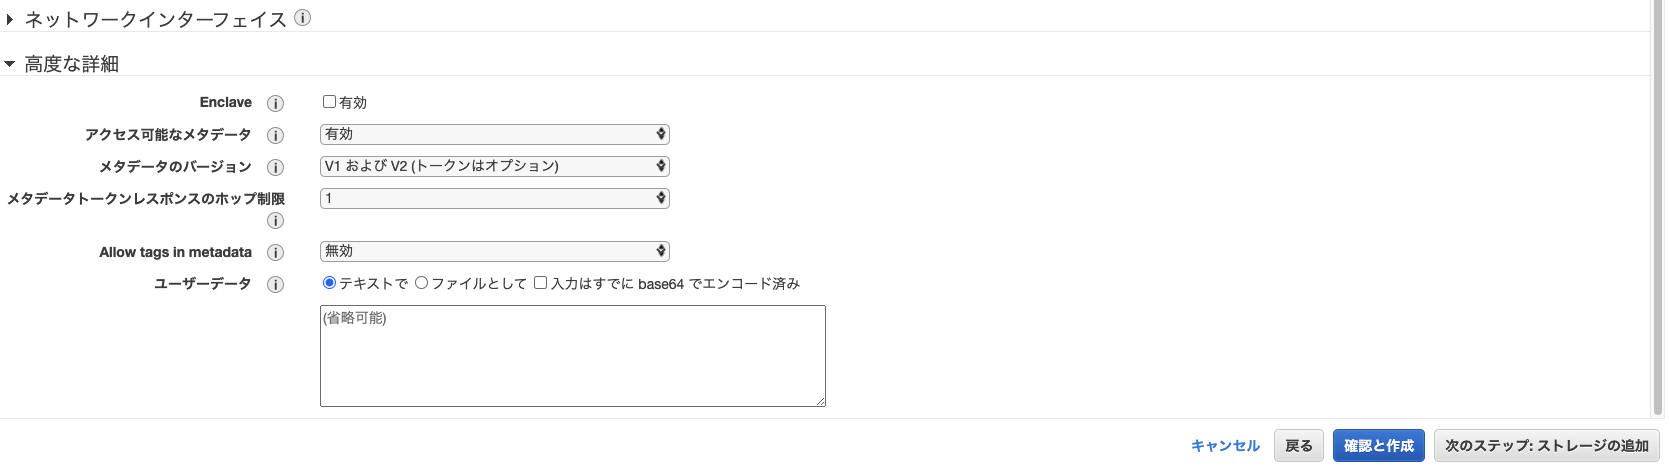 ネットワークインターフェイス
高度な詳細
Enclave 有効
アクセス可能なメタデータ 有効
メタデータのバージョン V1 および V2 (トークンはオプション)
メタデータトークンレスポンスのホップ制限 1
Allow tags in metadata 無効
ユーザーデータ テキストで ファイルとして 入力はすでに base64 でエンコード済み
(省略可能)
キャンセル 戻る 確認と作成 次のステップ: ストレージの追加